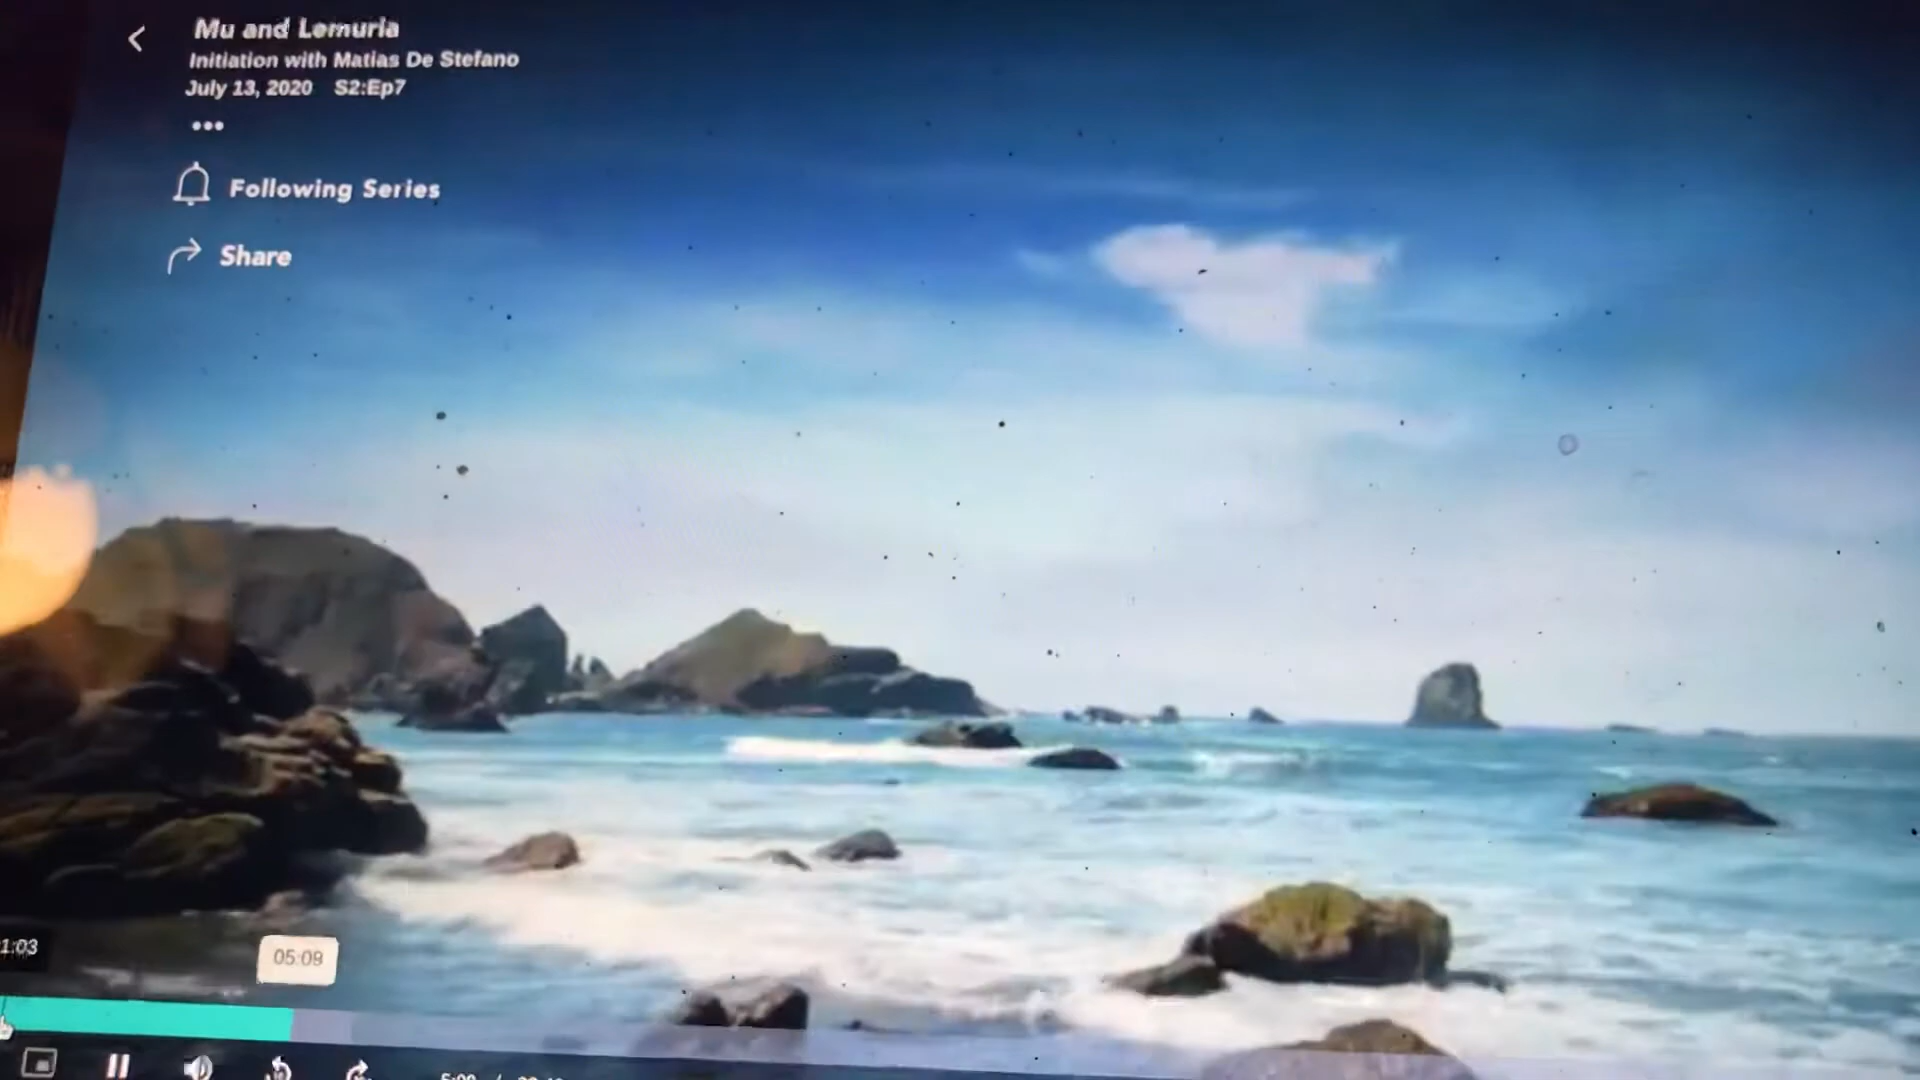 Mu and Lemuria
Initiation with Matias De Stefano
July 13, 2020 S2:Ep7
Following Series
Share
1:03
05:09